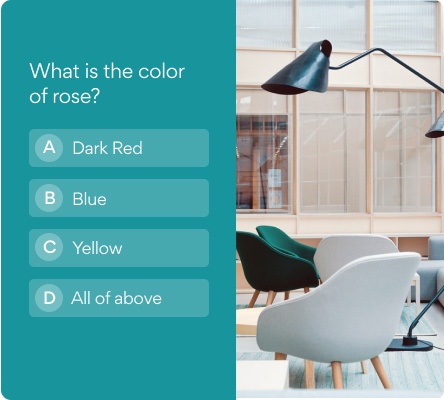 What is the color
of rose?
A Dark Red
B Blue
C Yellow
D All of above